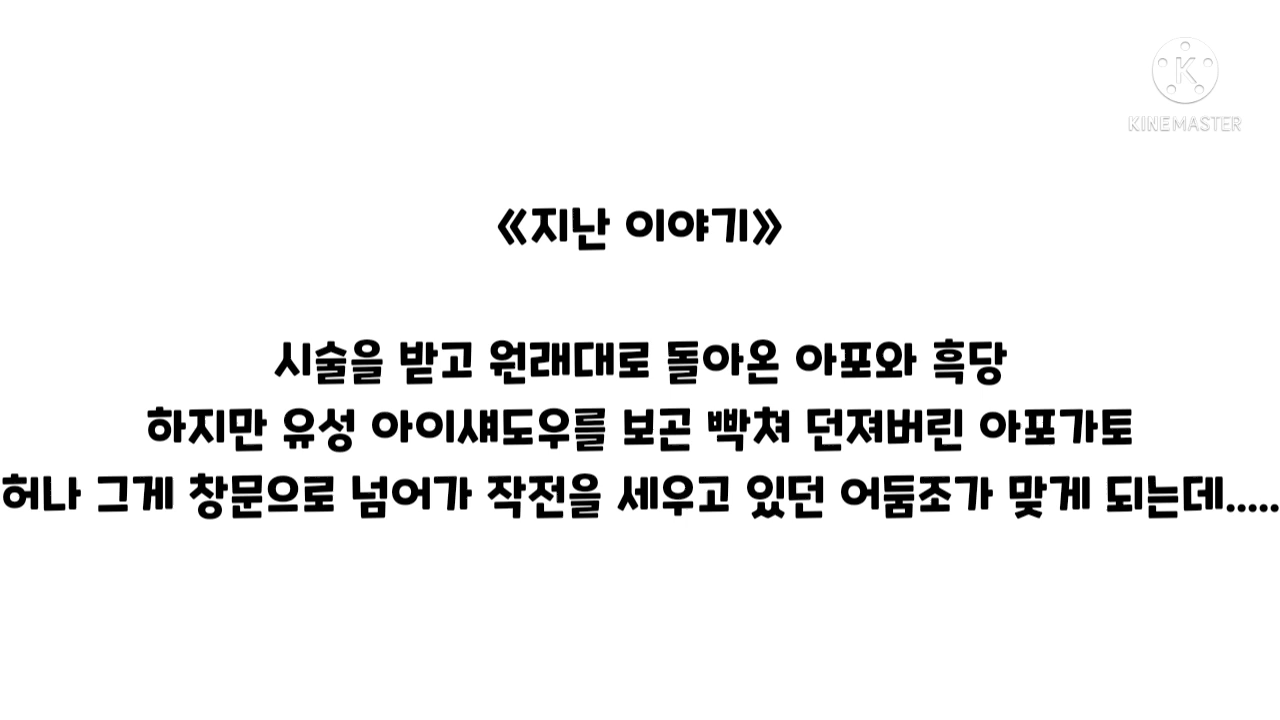 KINEMASTER
《지난 이야기》
시술을 받고 원래대로 돌아온 아포와 흑당
하지만 유성 아이섀도우를 보곤 빡쳐 던져버린 아포가토
허나 그게 창문으로 넘어가 작전을 세우고 있던 어둠조가 맞게 되는데.....